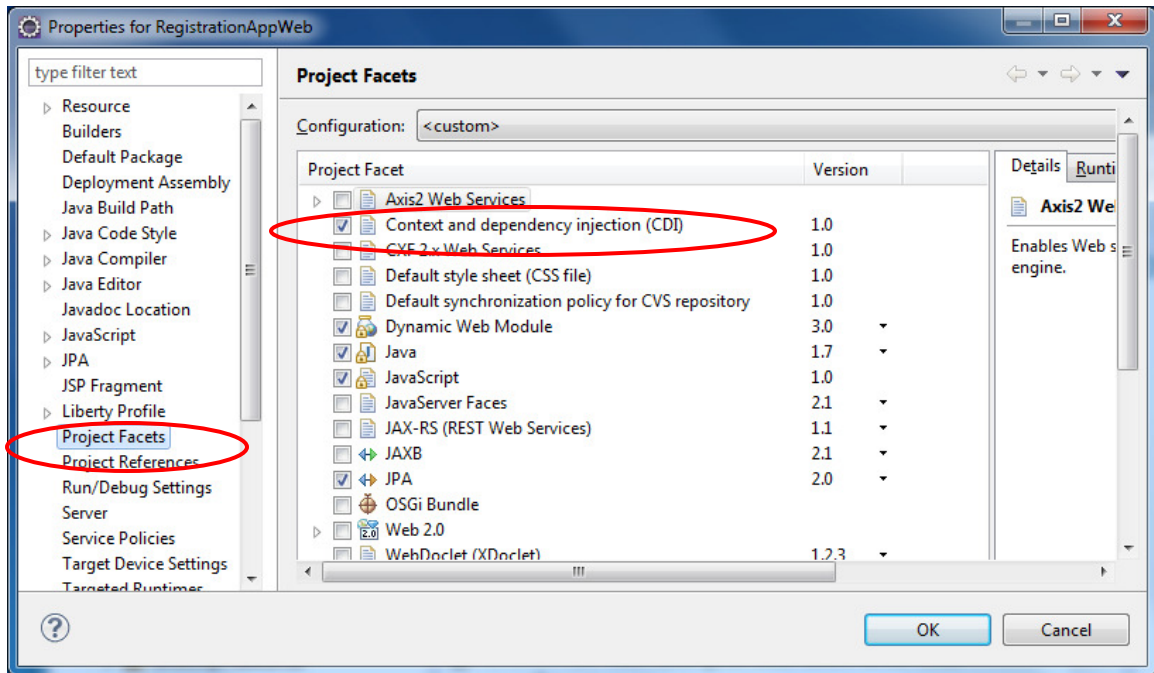 Properties for RegistrationAppWeb
type filter text
Resource
Builders
Default Package
Deployment Assembly
Java Build Path
Java Code Style
Java Compiler
Java Editor
Javadoc Location
JavaScript
JPA
JSP Fragment
Liberty Profile
Project Facets
Project References
Run/Debug Settings
Server
Service Policies
Target Device Settings
Targeted Runtimes
Project Facets
Configuration: <custom>
Project Facet Version
Axis2 Web Services
Context and dependency injection (CDI) 1.0
CXF 2.x Web Services 1.0
Default style sheet (CSS file) 1.0
Default synchronization policy for CVS repository 1.0
Dynamic Web Module 3.0
Java 1.7
JavaScript 1.0
JavaServer Faces 2.1
JAX-RS (REST Web Services) 1.1
JAXB 2.1
JPA 2.0
OSGi Bundle
2.0 Web 2.0
WebDoclet (XDoclet) 1.2.3
Details Runti
Axis2 We
Enables Web s
engine.
? OK Cancel